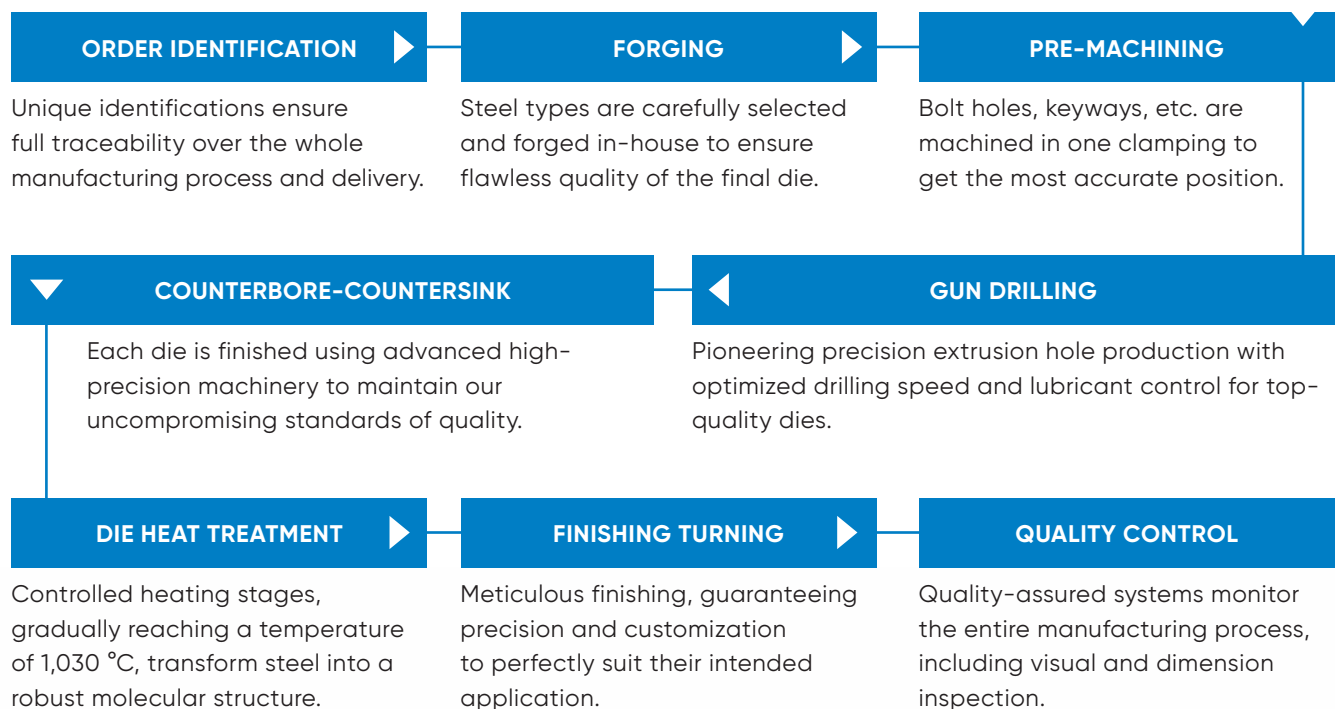 ORDER IDENTIFICATION
Unique identifications ensure
full traceability over the whole
manufacturing process and delivery.
FORGING
Steel types are carefully selected
and forged in-house to ensure
flawless quality of the final die.
PRE-MACHINING
Bolt holes, keyways, etc. are
machined in one clamping to
get the most accurate position.
GUN DRILLING
Pioneering precision extrusion hole production with
optimized drilling speed and lubricant control for top-
quality dies.
COUNTERBORE-COUNTERSINK
Each die is finished using advanced high-
precision machinery to maintain our
uncompromising standards of quality.
DIE HEAT TREATMENT
Controlled heating stages,
gradually reaching a temperature
of 1,030 °C, transform steel into a
robust molecular structure.
FINISHING TURNING
Meticulous finishing, guaranteeing
precision and customization
to perfectly suit their intended
application.
QUALITY CONTROL
Quality-assured systems monitor
the entire manufacturing process,
including visual and dimension
inspection.